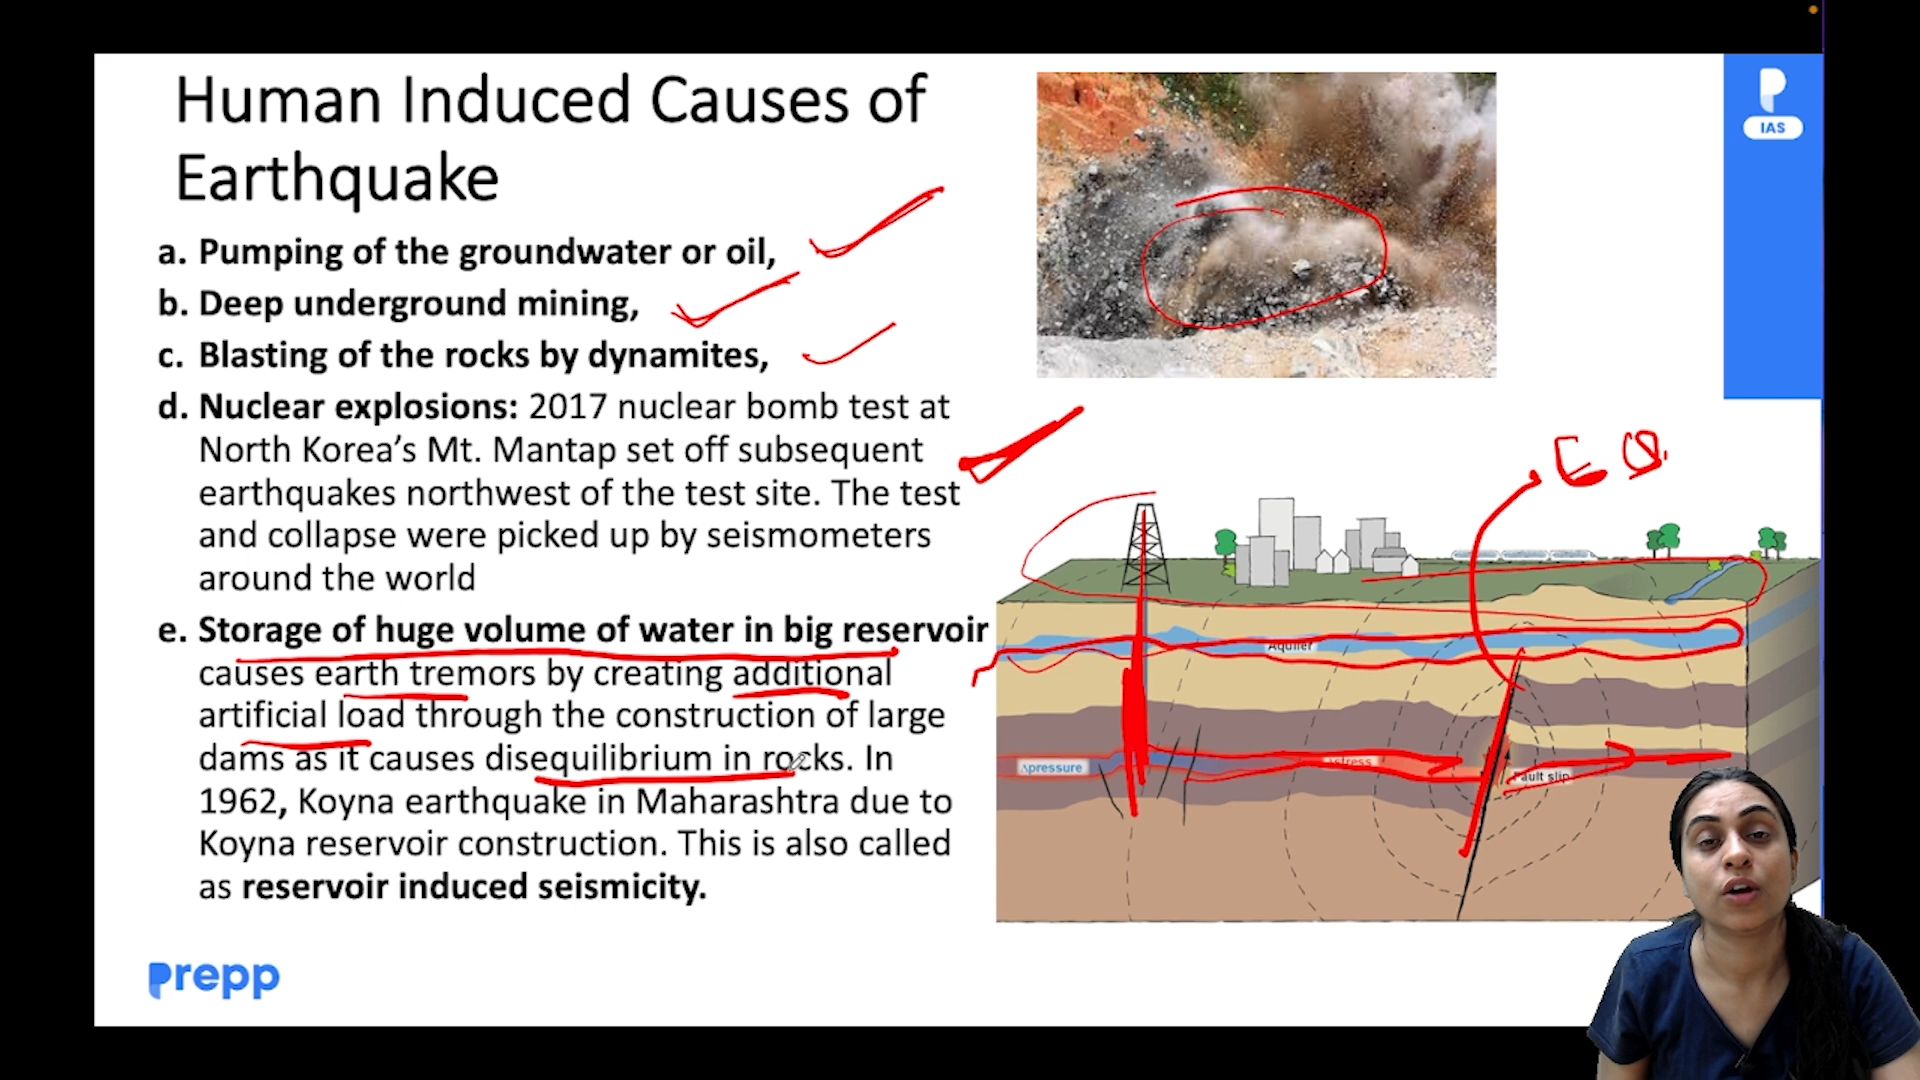 Human Induced Causes of
Earthquake
a. Pumping of the groundwater or oil,
b. Deep underground mining,
c. Blasting of the rocks by dynamites,
d. Nuclear explosions: 2017 nuclear bomb test at
North Korea’s Mt. Mantap set off subsequent
earthquakes northwest of the test site. The test
and collapse were picked up by seismometers
around the world
e. Storage of huge volume of water in big reservoir
causes earth tremors by creating additional
artificial load through the construction of large
dams as it causes disequilibrium in rocks. In
1962, Koyna earthquake in Maharashtra due to
Koyna reservoir construction. This is also called
as reservoir induced seismicity.
prepp
IAS
EQ.
Aquifer
Δpressure
Δstress
Fault slip